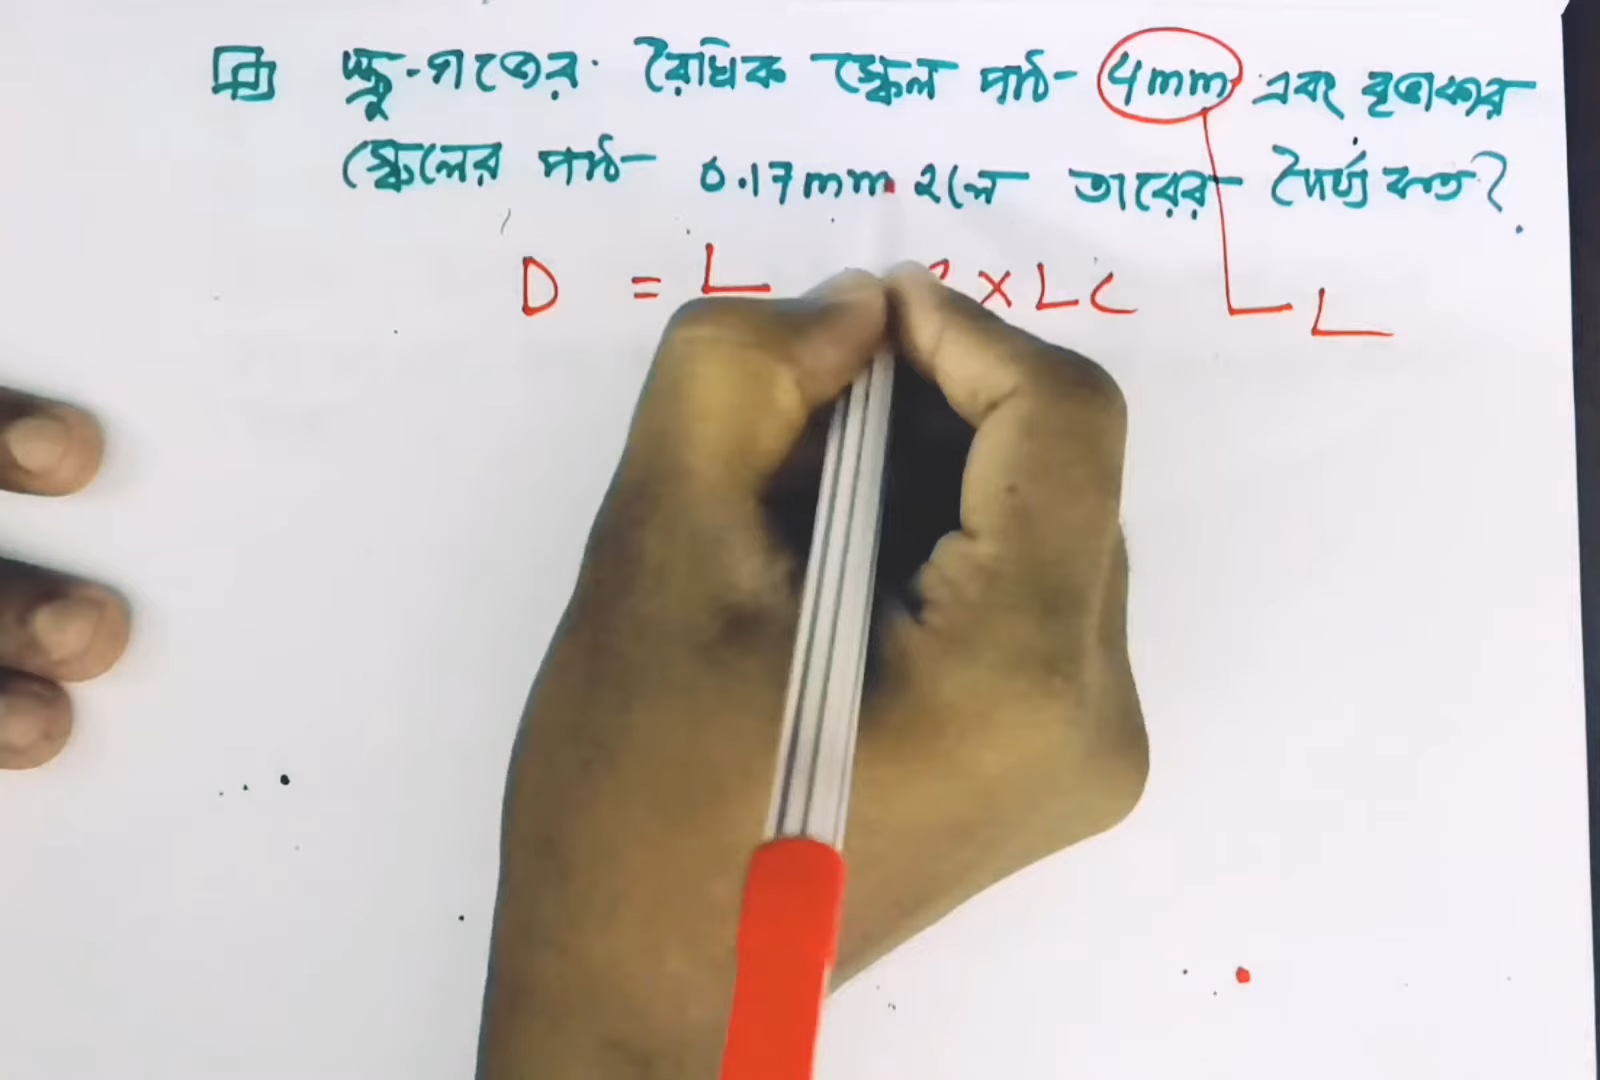 স্ক্রু-গজের রৈখিক স্কেল পাঠ 4mm এবং বৃত্তাকার
স্কেলের পাঠ 0.17mm হলে তারের দৈর্ঘ্য কত?
D = L × LC
L